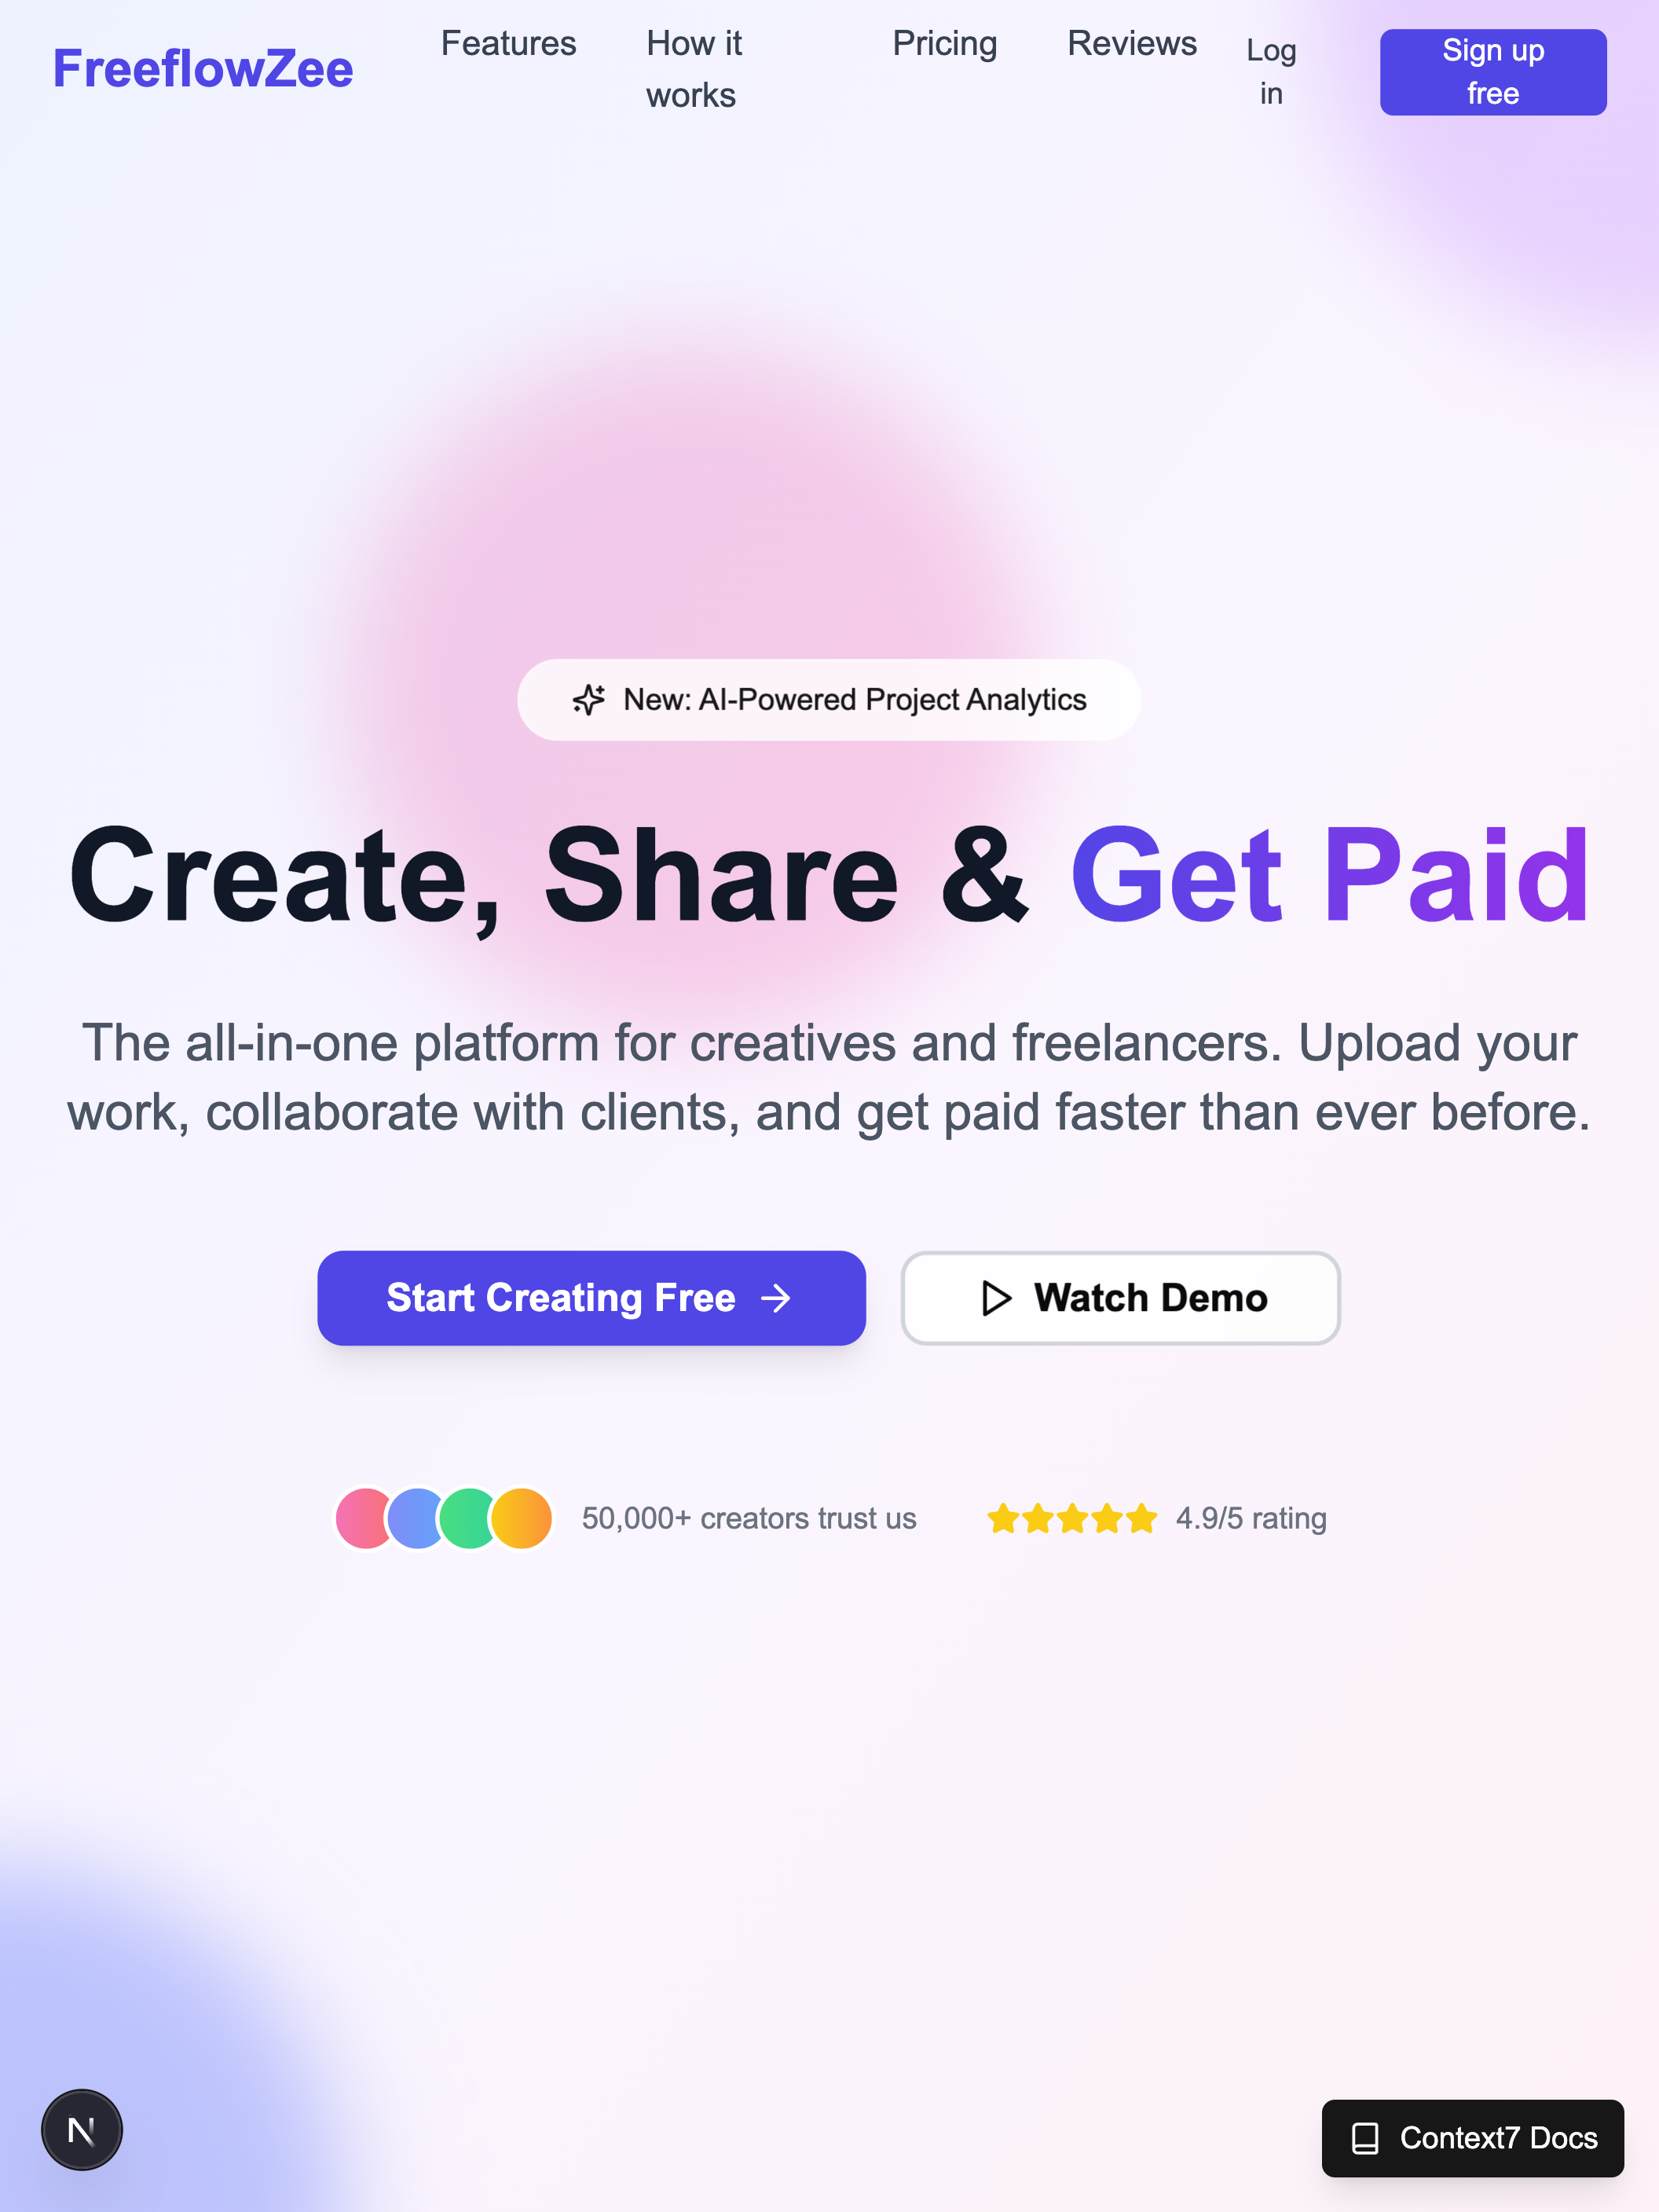 FreeflowZee
Features
How it
works
Pricing
Reviews
Log
in
Sign up
free
New: AI-Powered Project Analytics
Create, Share & Get Paid
The all-in-one platform for creatives and freelancers. Upload your
work, collaborate with clients, and get paid faster than ever before.
Start Creating Free
Watch Demo
50,000+ creators trust us
4.9/5 rating
N
Context7 Docs